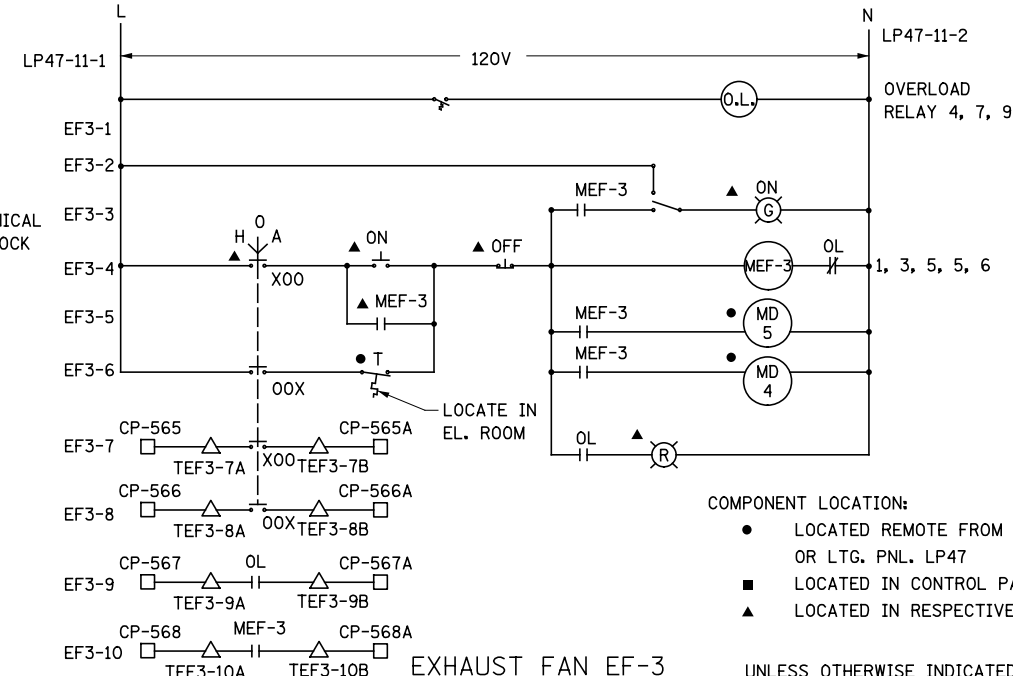 L
N
LP47-11-1
LP47-11-2
120V
O.L.
OVERLOAD
RELAY 4, 7, 9
EF3-1
EF3-2
MEF-3
ON
EF3-3
G
OCK
H
O
A
ON
OFF
OL
EF3-4
XOO
MEF-3
1, 3, 5, 5, 6
MEF-3
EF3-5
MEF-3
MD
5
MEF-3
MD
4
EF3-6
T
OOX
LOCATE IN
EL. ROOM
CP-565
CP-565A
OL
R
EF3-7
XOO
TEF3-7A
TEF3-7B
CP-566
CP-566A
EF3-8
OOX
TEF3-8A
TEF3-8B
CP-567
OL
CP-567A
EF3-9
TEF3-9A
TEF3-9B
CP-568
MEF-3
CP-568A
EF3-10
TEF3-10A
TEF3-10B
EXHAUST FAN EF-3
COMPONENT LOCATION:
LOCATED REMOTE FROM
OR LTG. PNL. LP47
LOCATED IN CONTROL PA
LOCATED IN RESPECTIVE
UNLESS OTHERWISE INDICATED